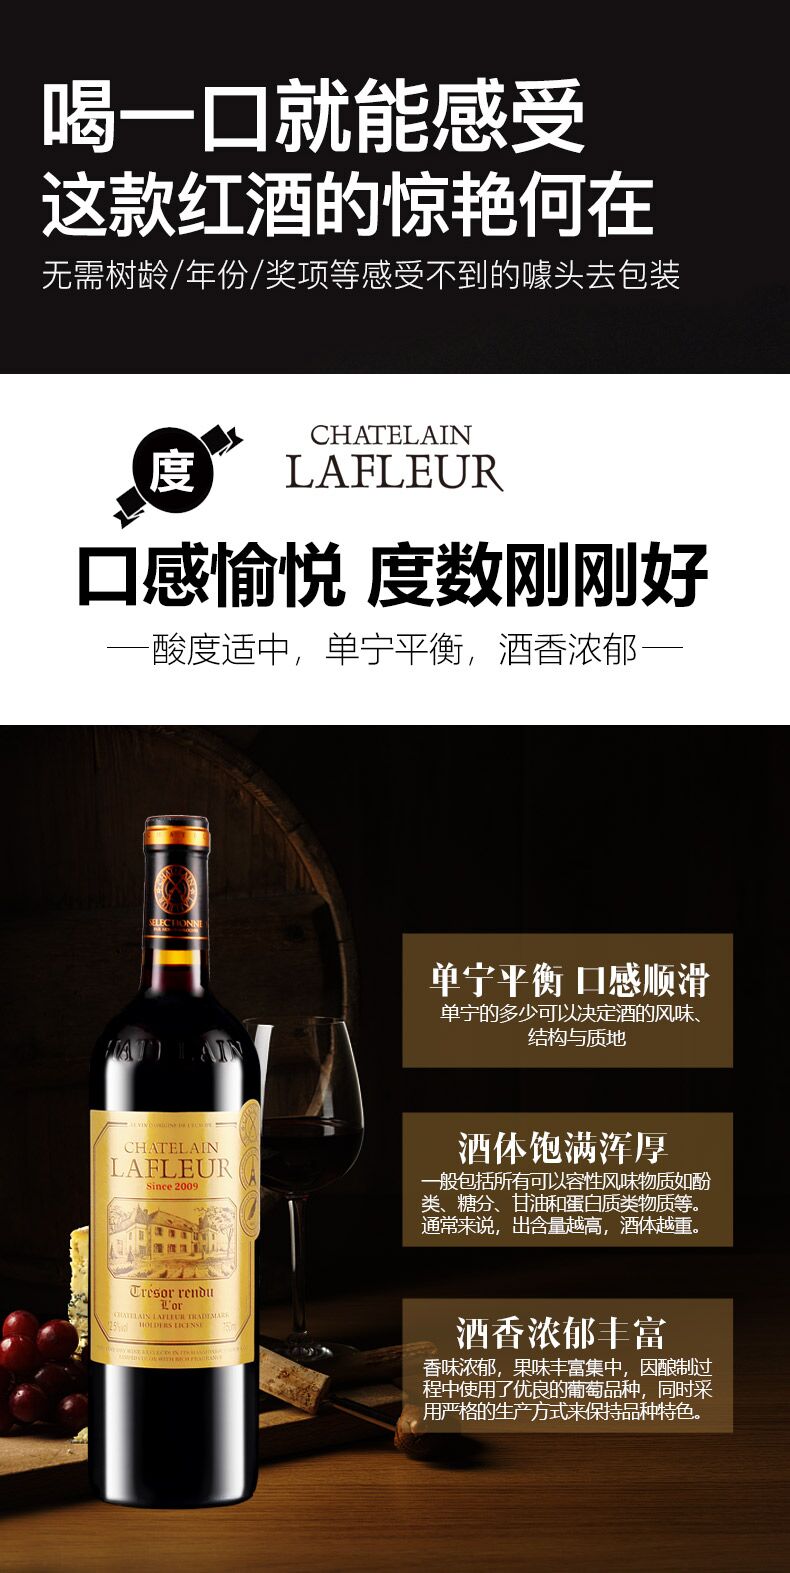 喝一口就能感受
这款红酒的惊艳何在
无需树龄/年份/奖项等感受不到的噱头去包装
度
CHATELAIN
LAFLEUR
口感愉悦 度数刚刚好
—酸度适中，单宁平衡，酒香浓郁—
SELECTIONNE
CHATELAIN
LAFLEUR
Since 2009
Trésor rendu
L'or
CHATELAIN LAFLEUR TRADEMARK
HOLDERS LICENSE
12.5%vol 750ml
单宁平衡 口感顺滑
单宁的多少可以决定酒的风味、
结构与质地
酒体饱满浑厚
一般包括所有可以容性风味物质如酚
类、糖分、甘油和蛋白质类物质等。
通常来说，出含量越高，酒体越重。
酒香浓郁丰富
香味浓郁，果味丰富集中，因酿制过
程中使用了优良的葡萄品种，同时采
用严格的生产方式来保持品种特色。